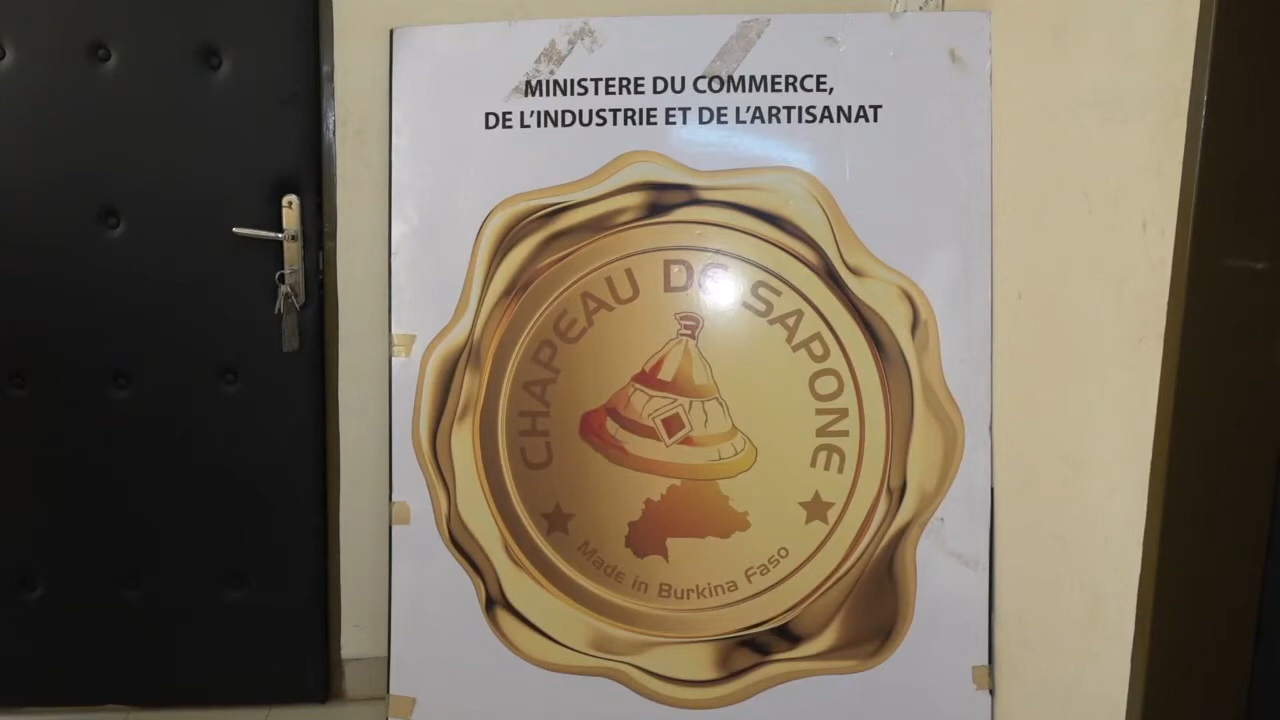 MINISTERE DU COMMERCE,
DE L'INDUSTRIE ET DE L'ARTISANAT
CHAPEAU DE SAPONE
Made in Burkina Faso